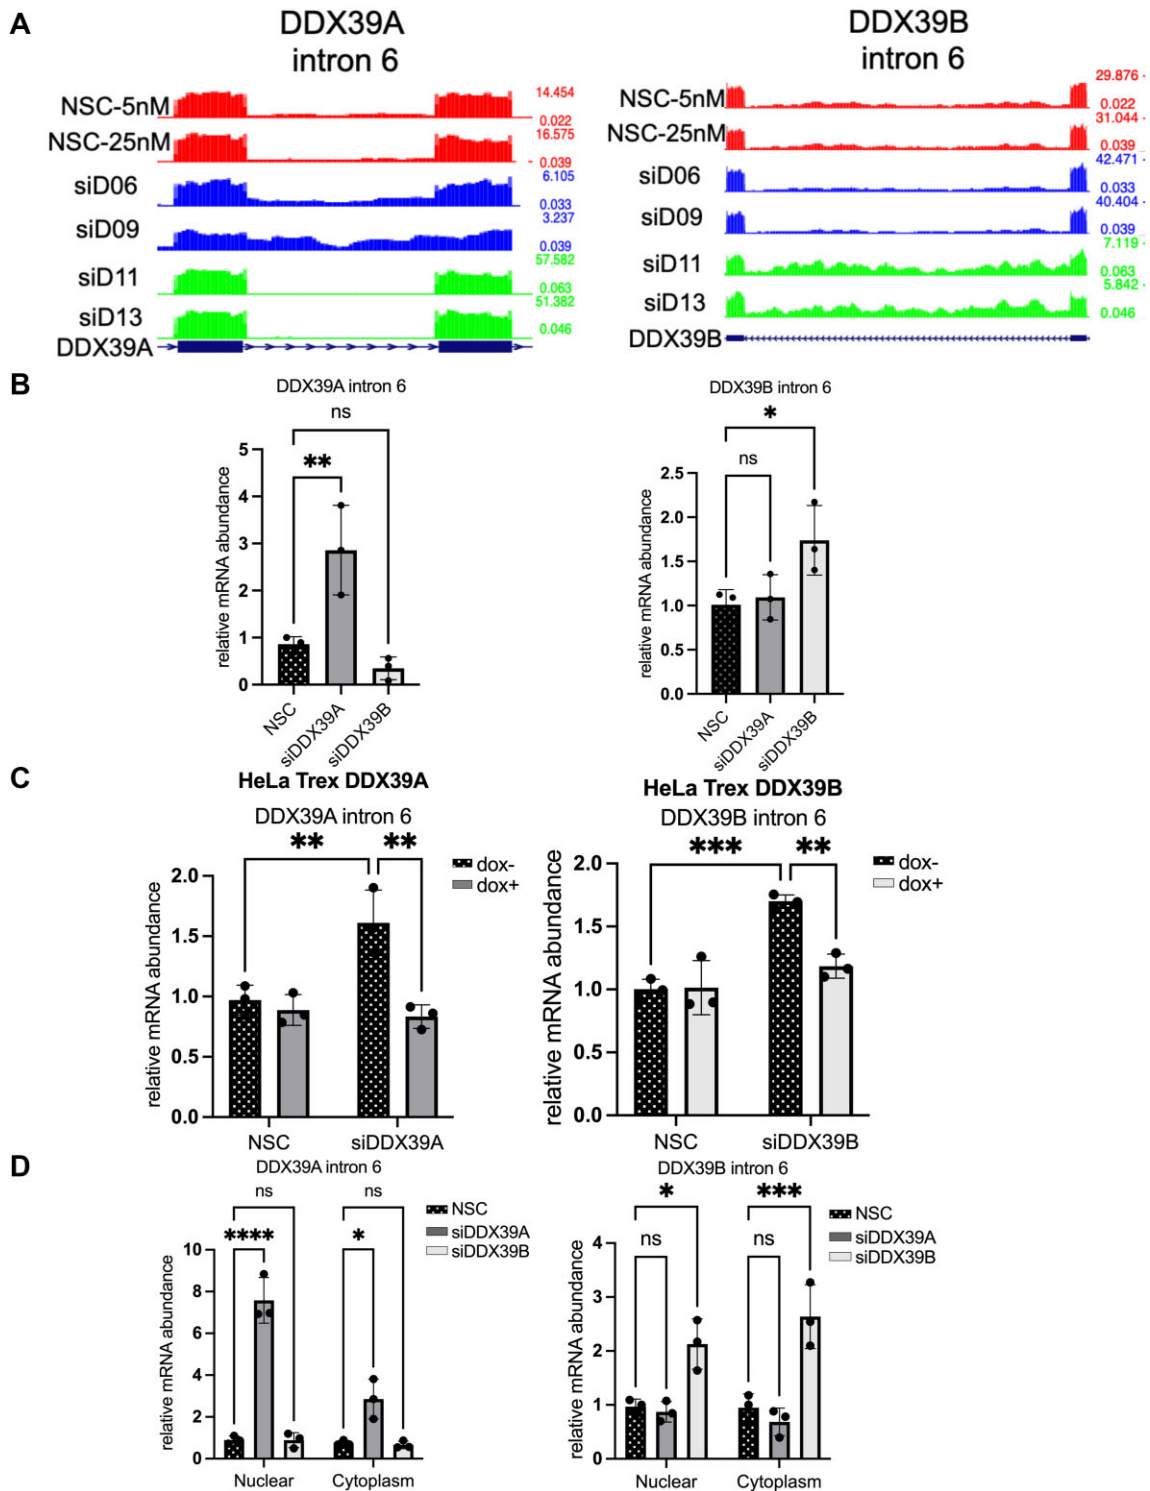 A
DDX39A
intron 6
NSC-5nM
14.454
0.022
NSC-25nM
16.575
0.039
siD06
6.105
0.033
siD09
3.237
0.039
siD11
57.582
0.063
siD13
51.382
0.046
DDX39A
DDX39B
intron 6
NSC-5nM
29.876
0.022
NSC-25nM
31.044
0.039
siD06
42.471
0.033
siD09
40.404
0.039
siD11
7.119
0.063
siD13
5.842
0.046
DDX39B
B
DDX39A intron 6
ns
**
relative mRNA abundance
5
4
3
2
1
0
NSC
siDDX39A
siDDX39B
DDX39B intron 6
*
ns
relative mRNA abundance
2.5
2.0
1.5
1.0
0.5
0.0
NSC
siDDX39A
siDDX39B
C
HeLa Trex DDX39A
DDX39A intron 6
** **
dox-
dox+
relative mRNA abundance
2.0
1.5
1.0
0.5
0.0
NSC siDDX39A
HeLa Trex DDX39B
DDX39B intron 6
*** **
dox-
dox+
relative mRNA abundance
2.0
1.5
1.0
0.5
0.0
NSC siDDX39B
D
DDX39A intron 6
ns ns
**** *
NSC
siDDX39A
siDDX39B
relative mRNA abundance
10
8
6
4
2
0
Nuclear Cytoplasm
DDX39B intron 6
* ***
ns ns
NSC
siDDX39A
siDDX39B
relative mRNA abundance
4
3
2
1
0
Nuclear Cytoplasm